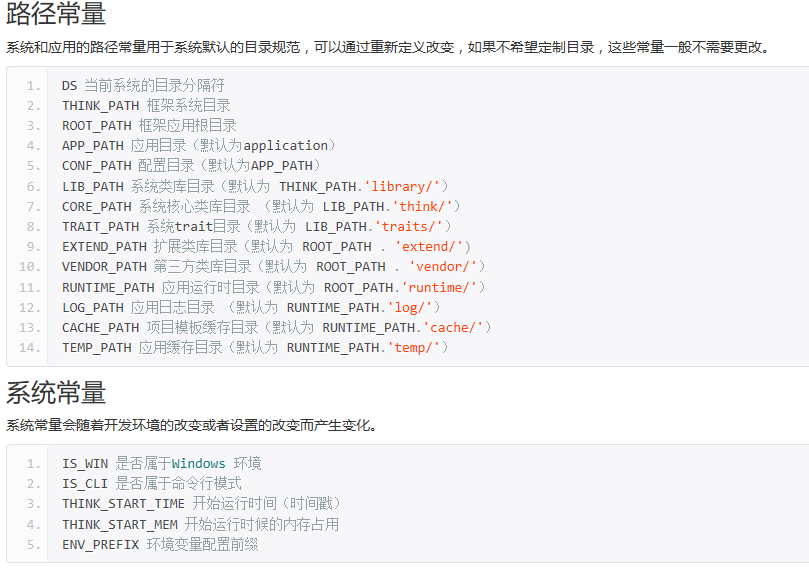 路径常量
系统和应用的路径常量用于系统默认的目录规范，可以通过重新定义改变，如果不希望定制目录，这些常量一般不需要更改。
1. DS 当前系统的目录分隔符
2. THINK_PATH 框架系统目录
3. ROOT_PATH 框架应用根目录
4. APP_PATH 应用目录（默认为application）
5. CONF_PATH 配置目录（默认为APP_PATH）
6. LIB_PATH 系统类库目录（默认为 THINK_PATH.'library/'）
7. CORE_PATH 系统核心类库目录 （默认为 LIB_PATH.'think/'）
8. TRAIT_PATH 系统trait目录（默认为 LIB_PATH.'traits/'）
9. EXTEND_PATH 扩展类库目录（默认为 ROOT_PATH . 'extend/')
10. VENDOR_PATH 第三方类库目录（默认为 ROOT_PATH . 'vendor/'）
11. RUNTIME_PATH 应用运行时目录（默认为 ROOT_PATH.'runtime/'）
12. LOG_PATH 应用日志目录 （默认为 RUNTIME_PATH.'log/'）
13. CACHE_PATH 项目模板缓存目录（默认为 RUNTIME_PATH.'cache/'）
14. TEMP_PATH 应用缓存目录（默认为 RUNTIME_PATH.'temp/'）
系统常量
系统常量会随着开发环境的改变或者设置的改变而产生变化。
1. IS_WIN 是否属于Windows 环境
2. IS_CLI 是否属于命令行模式
3. THINK_START_TIME 开始运行时间（时间戳）
4. THINK_START_MEM 开始运行时候的内存占用
5. ENV_PREFIX 环境变量配置前缀